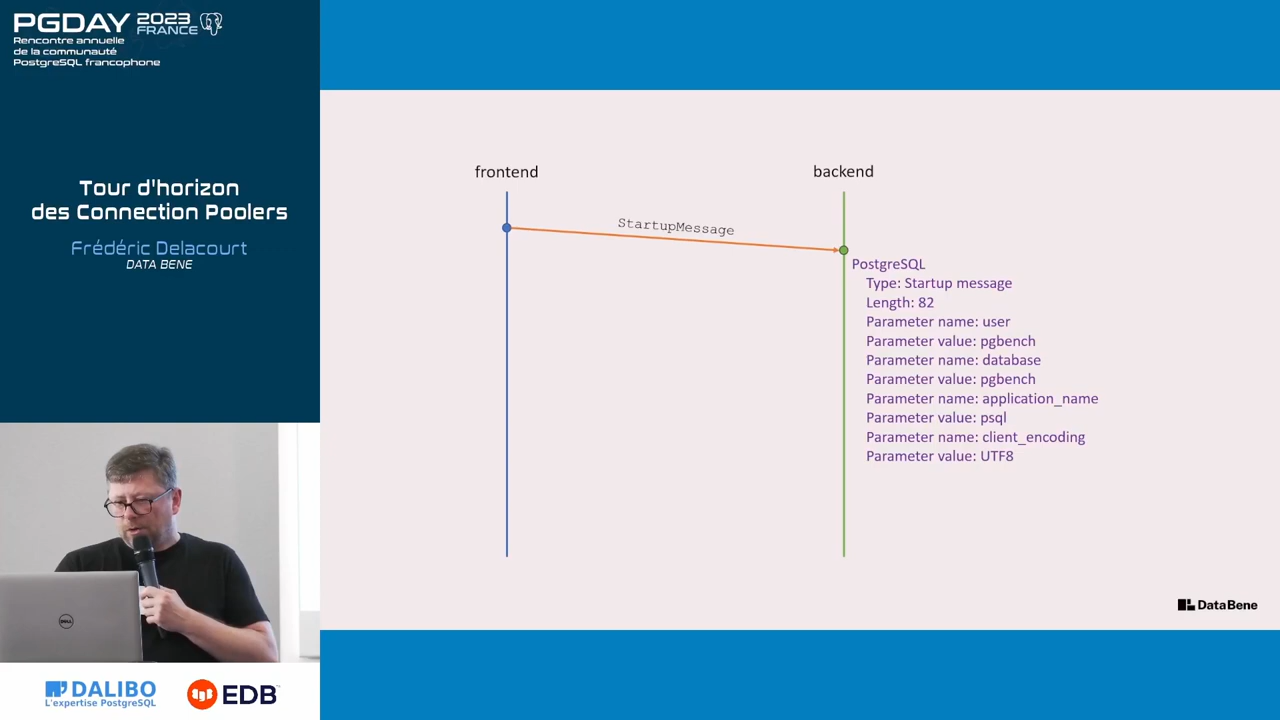 PGDAY 2023 FRANCE
Rencontre annuelle
de la communauté
PostgreSQL francophone
Tour d'horizon
des Connection Poolers
Frédéric Delacourt
DATA BENE
frontend
backend
StartupMessage
PostgreSQL
Type: Startup message
Length: 82
Parameter name: user
Parameter value: pgbench
Parameter name: database
Parameter value: pgbench
Parameter name: application_name
Parameter value: psql
Parameter name: client_encoding
Parameter value: UTF8
DataBene
DELL
DALIBO
L'expertise PostgreSQL
EDB